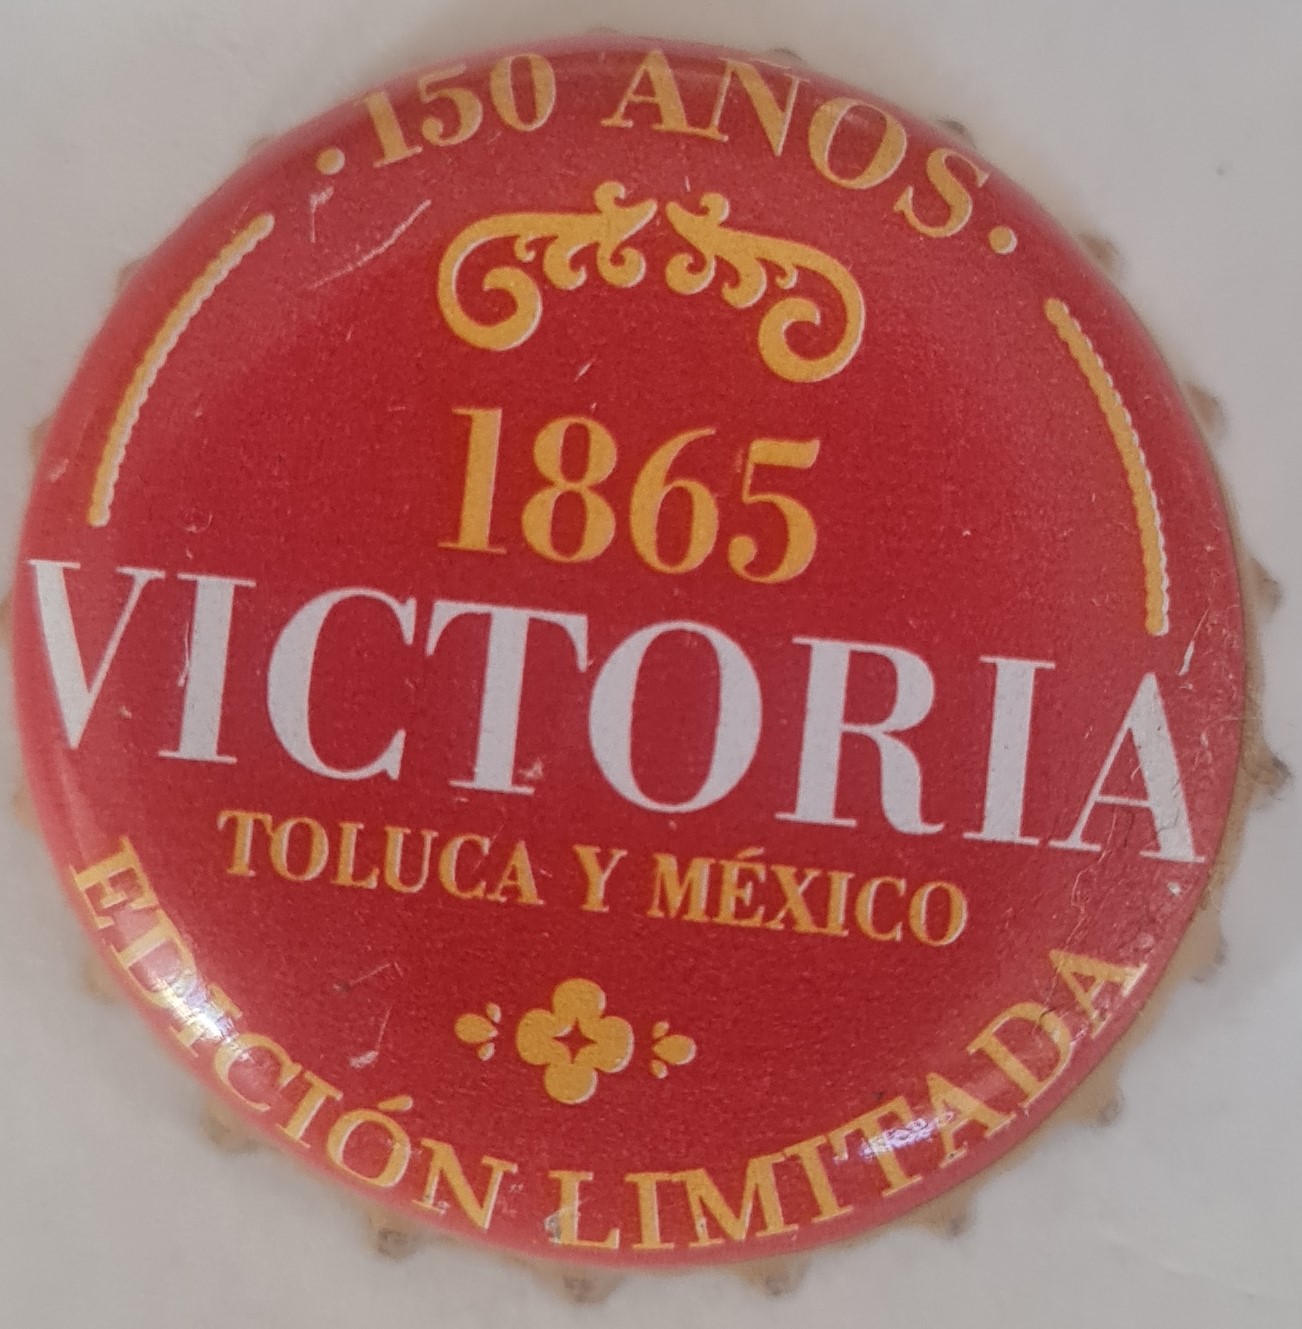 .150 AÑOS.
1865
VICTORIA
TOLUCA Y MÉXICO
EDICIÓN LIMITADA